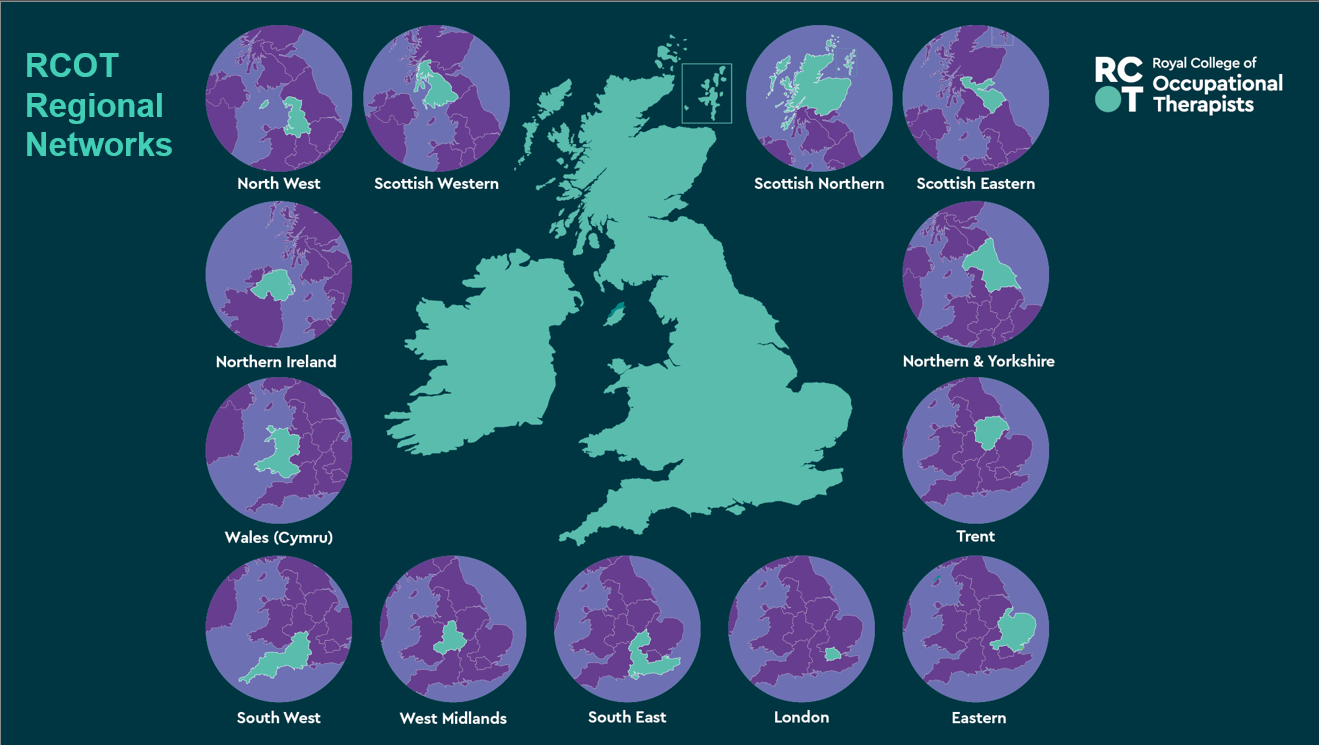 RCOT
Regional
Networks
RC
OT
Royal College of
Occupational
Therapists
North West
Scottish Western
Scottish Northern
Scottish Eastern
Northern Ireland
Northern & Yorkshire
Wales (Cymru)
Trent
South West
West Midlands
South East
London
Eastern